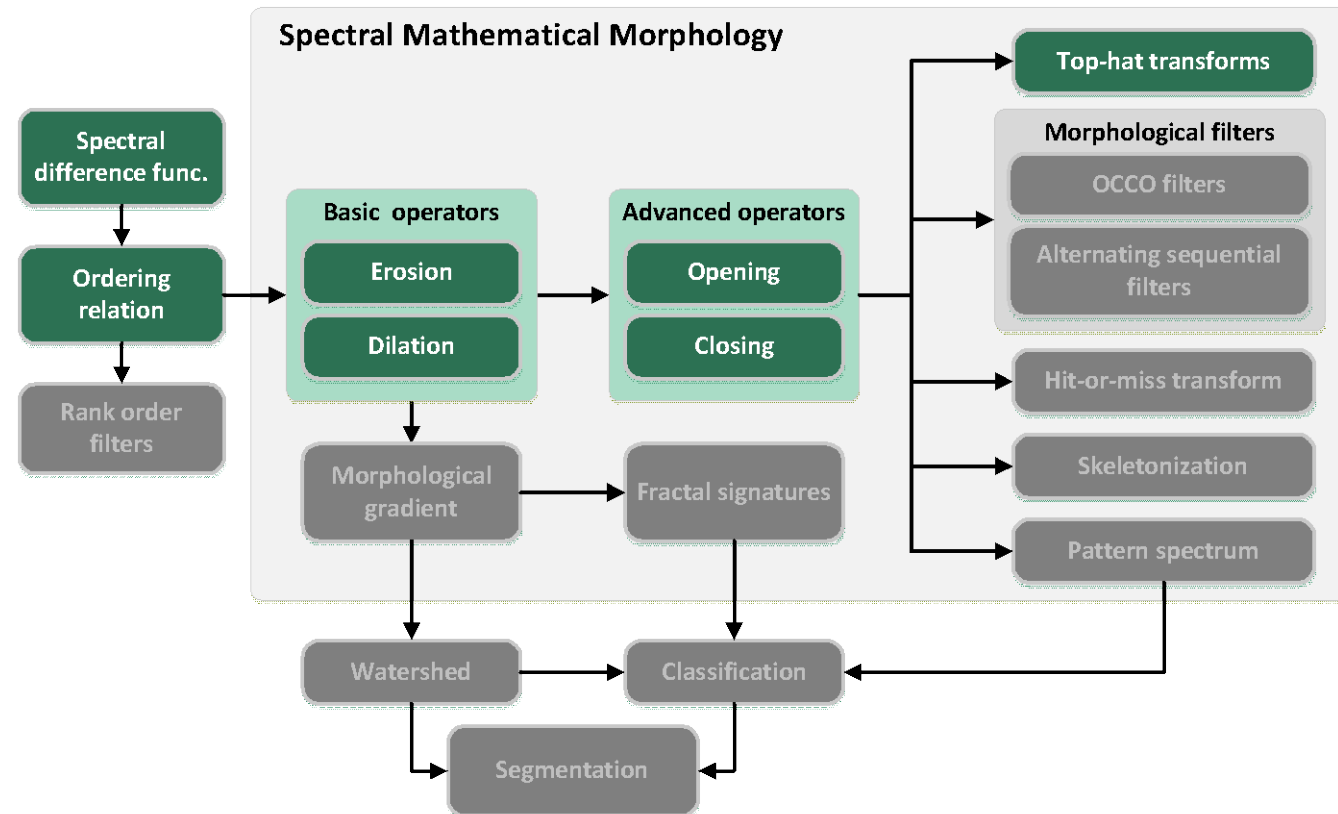 Spectral Mathematical Morphology
Spectral
difference func.
Ordering
relation
Rank order
filters
Basic operators
Erosion
Dilation
Advanced operators
Opening
Closing
Top-hat transforms
Morphological filters
OCCO filters
Alternating sequential
filters
Hit-or-miss transform
Skeletonization
Pattern spectrum
Morphological
gradient
Fractal signatures
Watershed
Classification
Segmentation